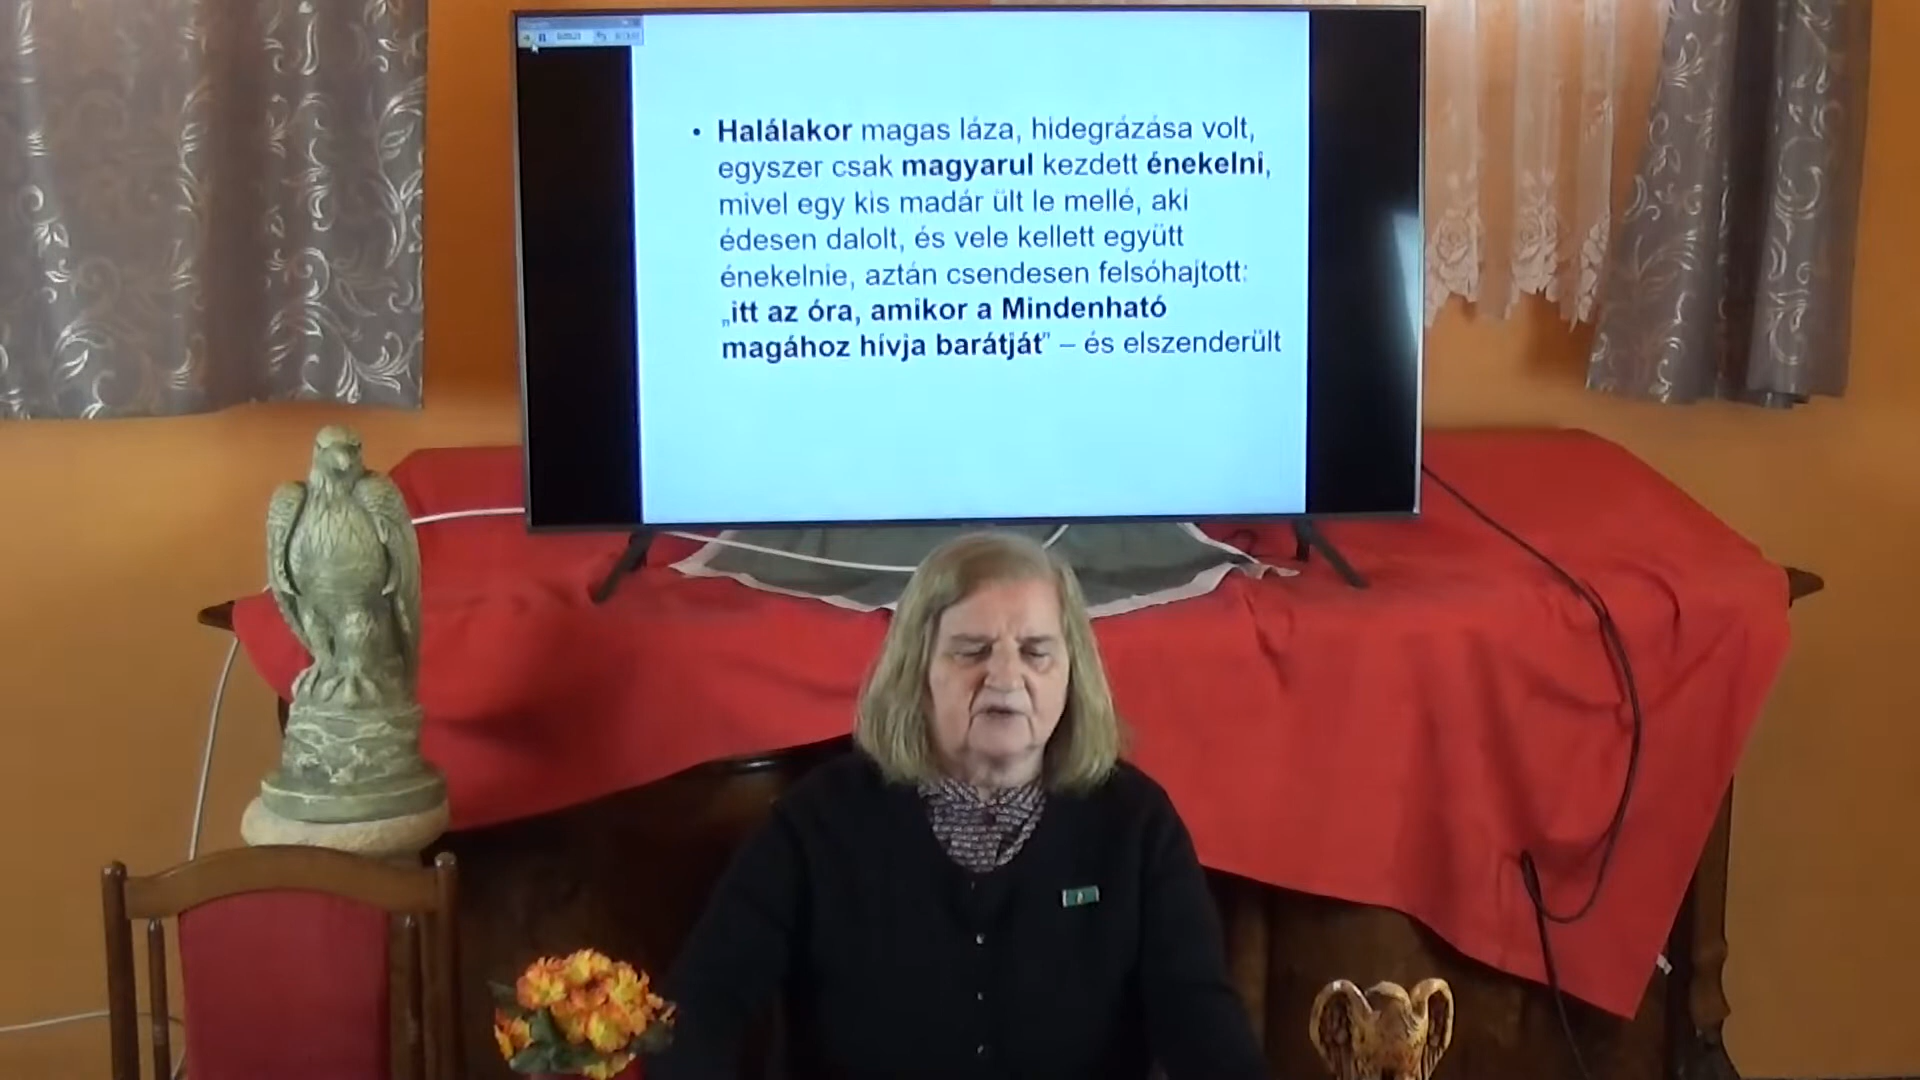 • Halálakor magas láza, hidegrázása volt,
egyszer csak magyarul kezdett énekelni,
mivel egy kis madár ült le mellé, aki
édesen dalolt, és vele kellett együtt
énekelnie, aztán csendesen felsóhajtott:
„itt az óra, amikor a Mindenható
magához hívja barátját” – és elszenderült